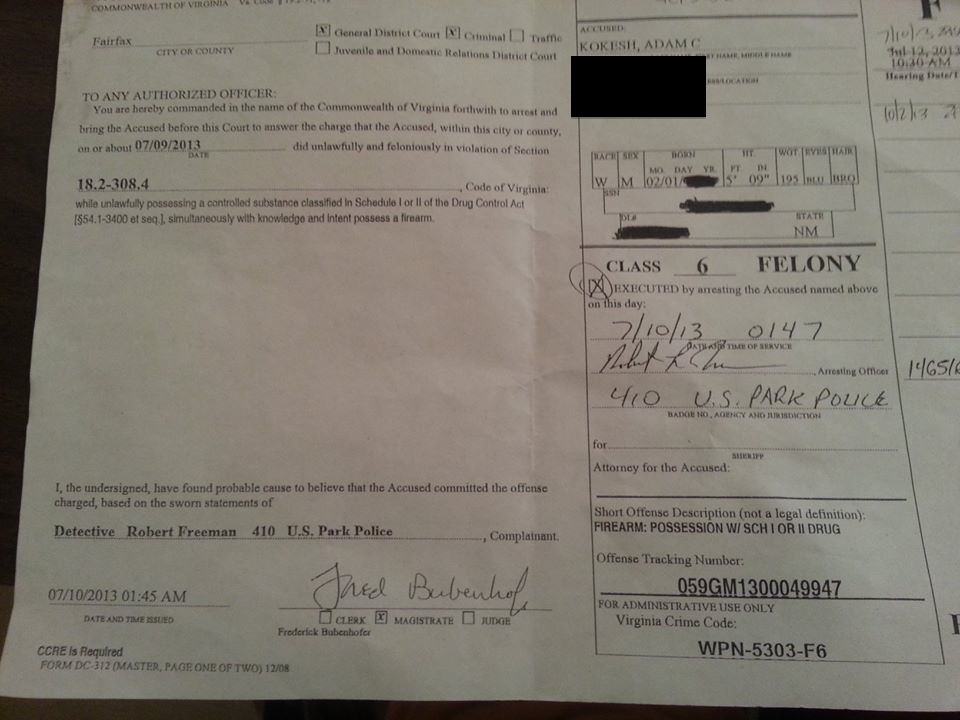 COMMONWEALTH OF VIRGINIA
Fairfax
CITY OR COUNTY
[X] General District Court [X] Criminal [ ] Traffic
[ ] Juvenile and Domestic Relations District Court
TO ANY AUTHORIZED OFFICER:
You are hereby commanded in the name of the Commonwealth of Virginia forthwith to arrest and
bring the Accused before this Court to answer the charge that the Accused, within this city or county,
on or about 07/09/2013 did unlawfully and feloniously in violation of Section
DATE
18.2-308.4, Code of Virginia:
while unlawfully possessing a controlled substance classified in Schedule I or II of the Drug Control Act
[§54.1-3400 et seq.], simultaneously with knowledge and intent possess a firearm.
I, the undersigned, have found probable cause to believe that the Accused committed the offense
charged, based on the sworn statements of
Detective Robert Freeman 410 U.S. Park Police, Complainant.
07/10/2013 01:45 AM
DATE AND TIME ISSUED
Fred Bubenhof
[ ] CLERK [X] MAGISTRATE [ ] JUDGE
Frederick Bubenhofer
CCRE is Required
FORM DC-312 (MASTER, PAGE ONE OF TWO) 12/08
ACCUSED:
KOKESH, ADAM C
NAME, MIDDLE NAME
LOCATION
RACE SEX BORN HT. WGT EYES HAIR
MO. DAY YR. FT. IN
W M 02/01/ 5' 09" 195 BLU BRO
SSN
DL# STATE
NM
CLASS 6 FELONY
[X] EXECUTED by arresting the Accused named above
on this day:
7/10/13 0147
DATE AND TIME OF SERVICE
, Arresting Officer
410 U.S. PARK POLICE
BADGE NO., AGENCY AND JURISDICTION
for
SHERIFF
Attorney for the Accused:
Short Offense Description (not a legal definition):
FIREARM: POSSESSION W/ SCH I OR II DRUG
Offense Tracking Number:
059GM1300049947
FOR ADMINISTRATIVE USE ONLY
Virginia Crime Code:
WPN-5303-F6
F
7/10/13
Jul 12, 2013
10:30 AM
Hearing Date/
10/2/13